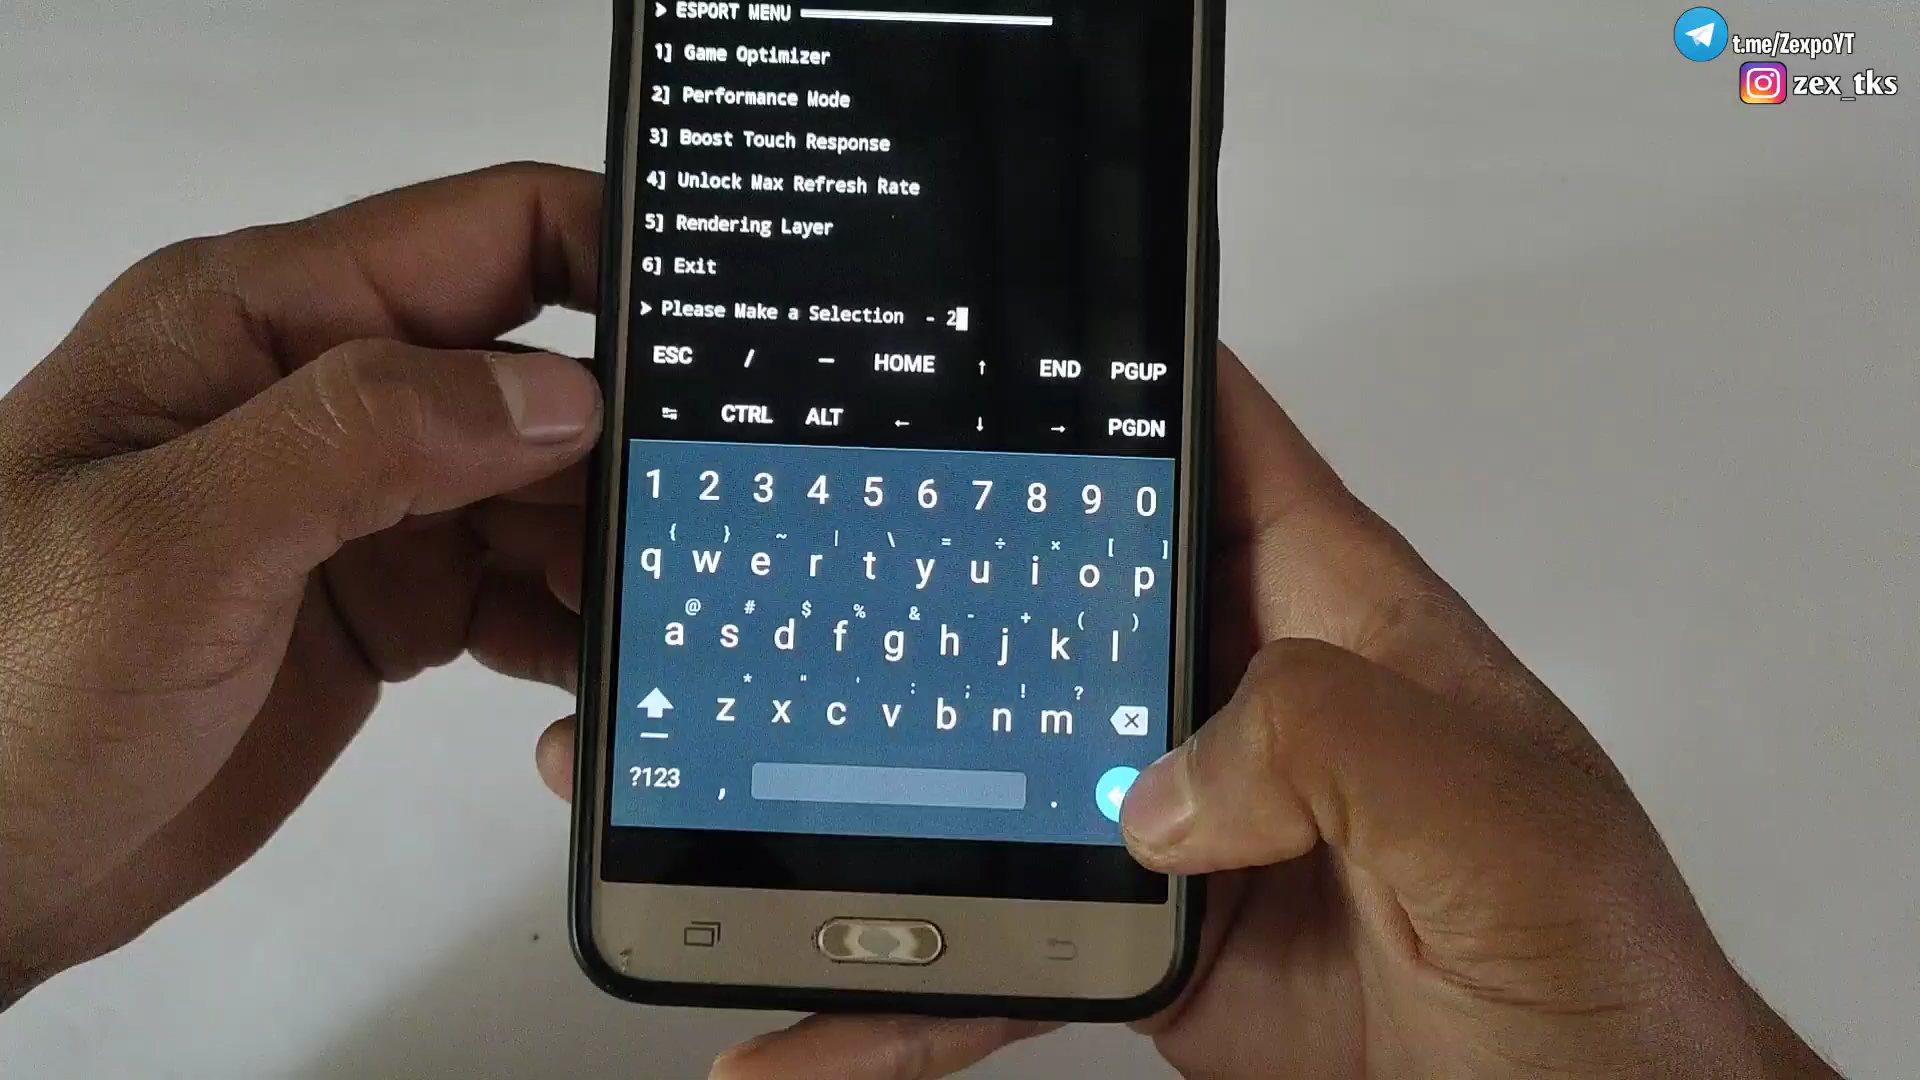 > ESPORT MENU
1] Game Optimizer
2] Performance Mode
3] Boost Touch Response
4] Unlock Max Refresh Rate
5] Rendering Layer
6] Exit
> Please Make a Selection - 2
ESC / — HOME ↑ END PGUP
↹ CTRL ALT ← ↓ → PGDN
1 2 3 4 5 6 7 8 9 0
{ } ~ | \ = ÷ × [ ]
q w e r t y u i o p
@ # $ % & - + ( )
a s d f g h j k l
* " ' : ; ! ?
z x c v b n m
?123 , .
t.me/ZexpoYT
zex_tks